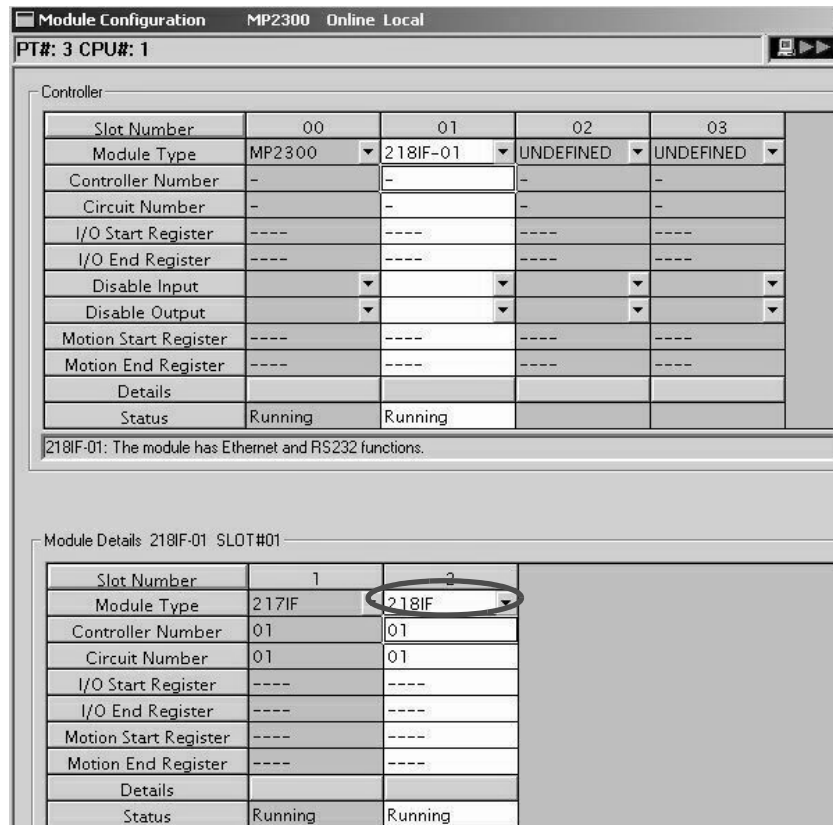 Module Configuration MP2300 Online Local
PT#: 3 CPU#: 1
Controller
Slot Number 00 01 02 03
Module Type MP2300 218IF-01 UNDEFINED UNDEFINED
Controller Number - - - -
Circuit Number - - - -
I/O Start Register ---- ---- ---- ----
I/O End Register ---- ---- ---- ----
Disable Input
Disable Output
Motion Start Register ---- ---- ---- ----
Motion End Register ---- ---- ---- ----
Details
Status Running Running
218IF-01: The module has Ethernet and RS232 functions.
Module Details 218IF-01 SLOT#01
Slot Number 1 2
Module Type 217IF 218IF
Controller Number 01 01
Circuit Number 01 01
I/O Start Register ---- ----
I/O End Register ---- ----
Motion Start Register ---- ----
Motion End Register ---- ----
Details
Status Running Running